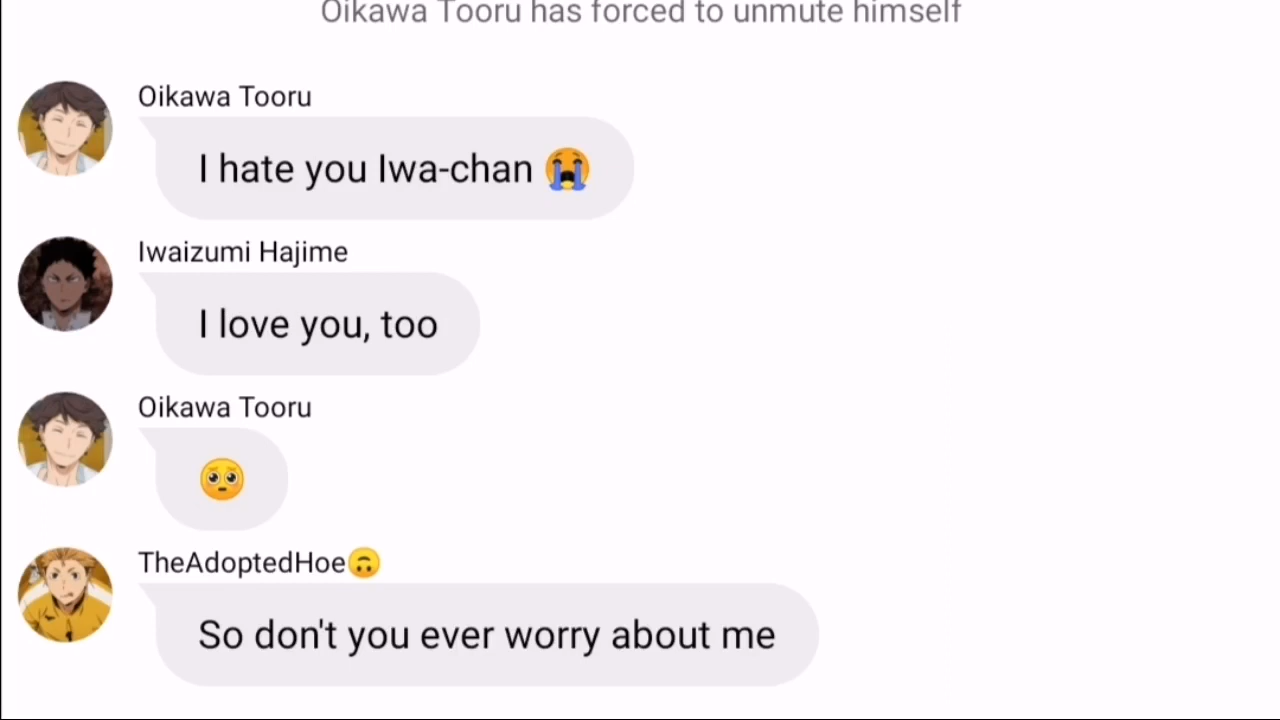 Oikawa Tooru has forced to unmute himself
Oikawa Tooru
I hate you Iwa-chan 😭
Iwaizumi Hajime
I love you, too
Oikawa Tooru
🥺
TheAdoptedHoe🙃
So don't you ever worry about me